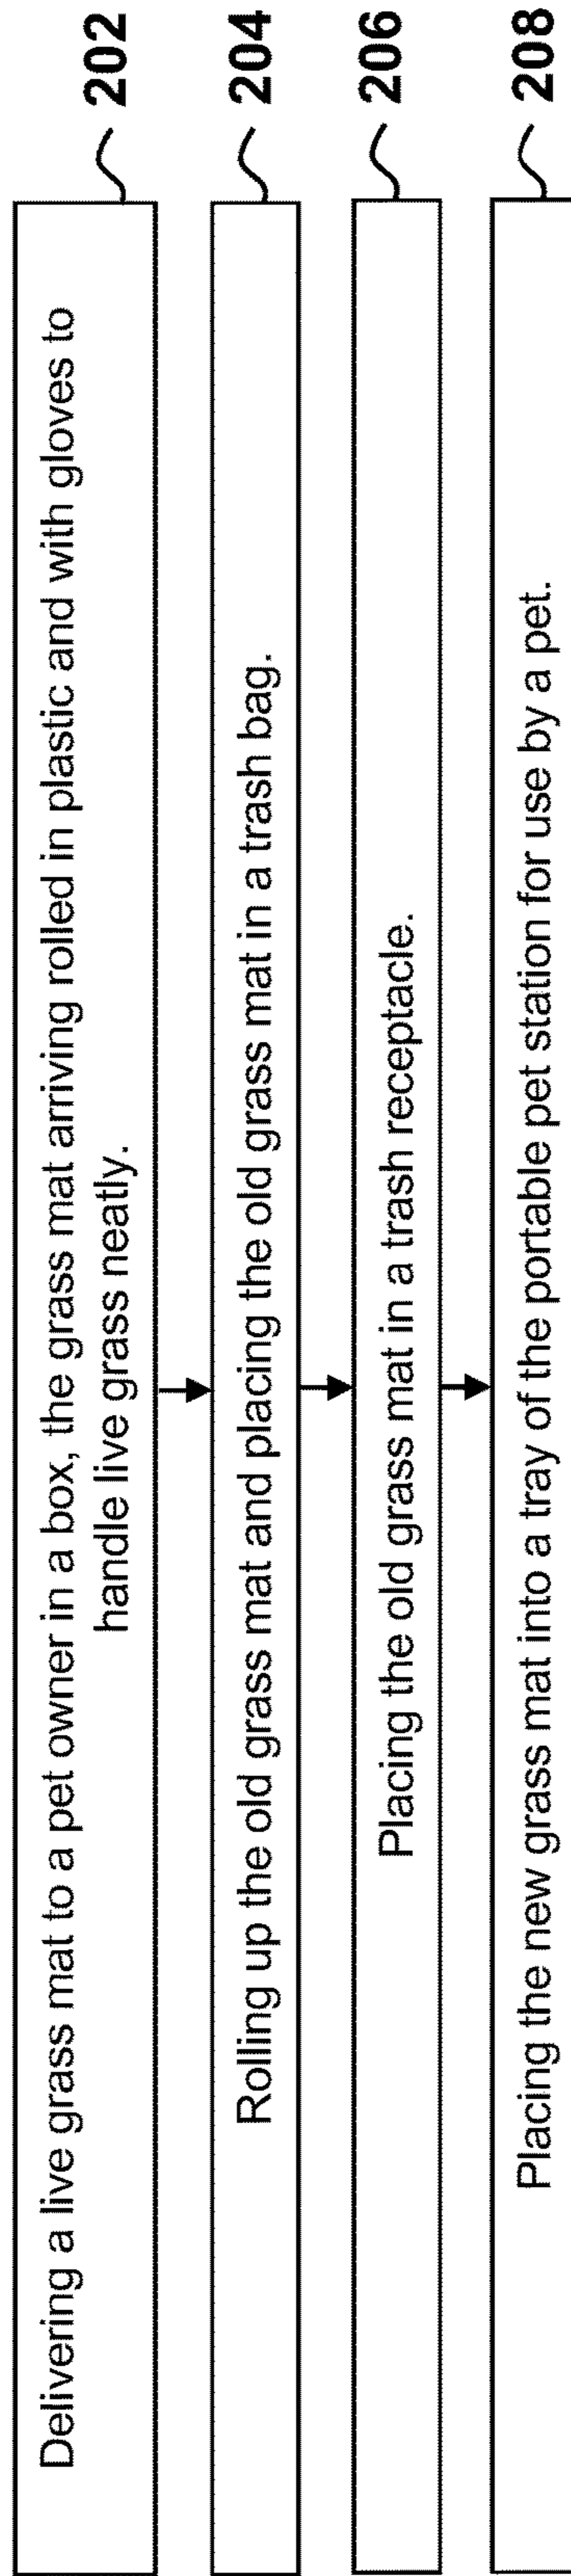 Delivering a live grass mat to a pet owner in a box, the grass mat arriving rolled in plastic and with gloves to
handle live grass neatly.
202
Rolling up the old grass mat and placing the old grass mat in a trash bag.
204
Placing the old grass mat in a trash receptacle.
206
Placing the new grass mat into a tray of the portable pet station for use by a pet.
208